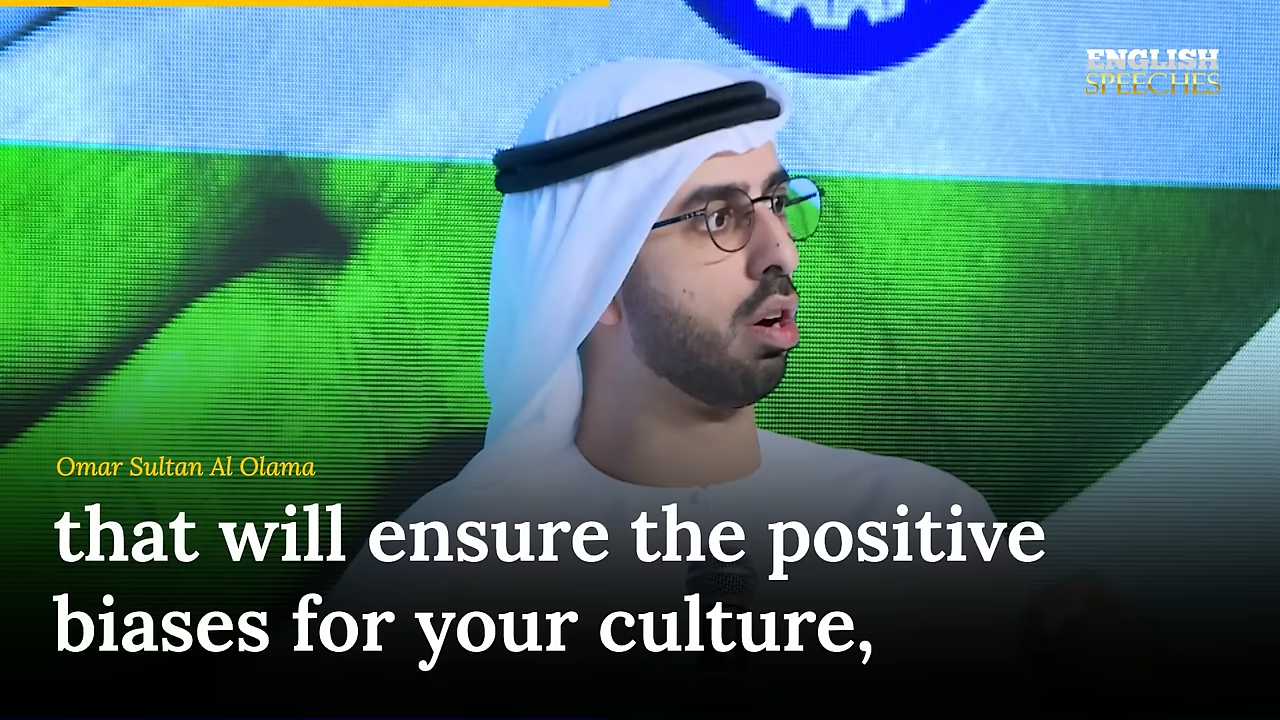 ENGLISH
SPEECHES
Omar Sultan Al Olama
that will ensure the positive
biases for your culture,